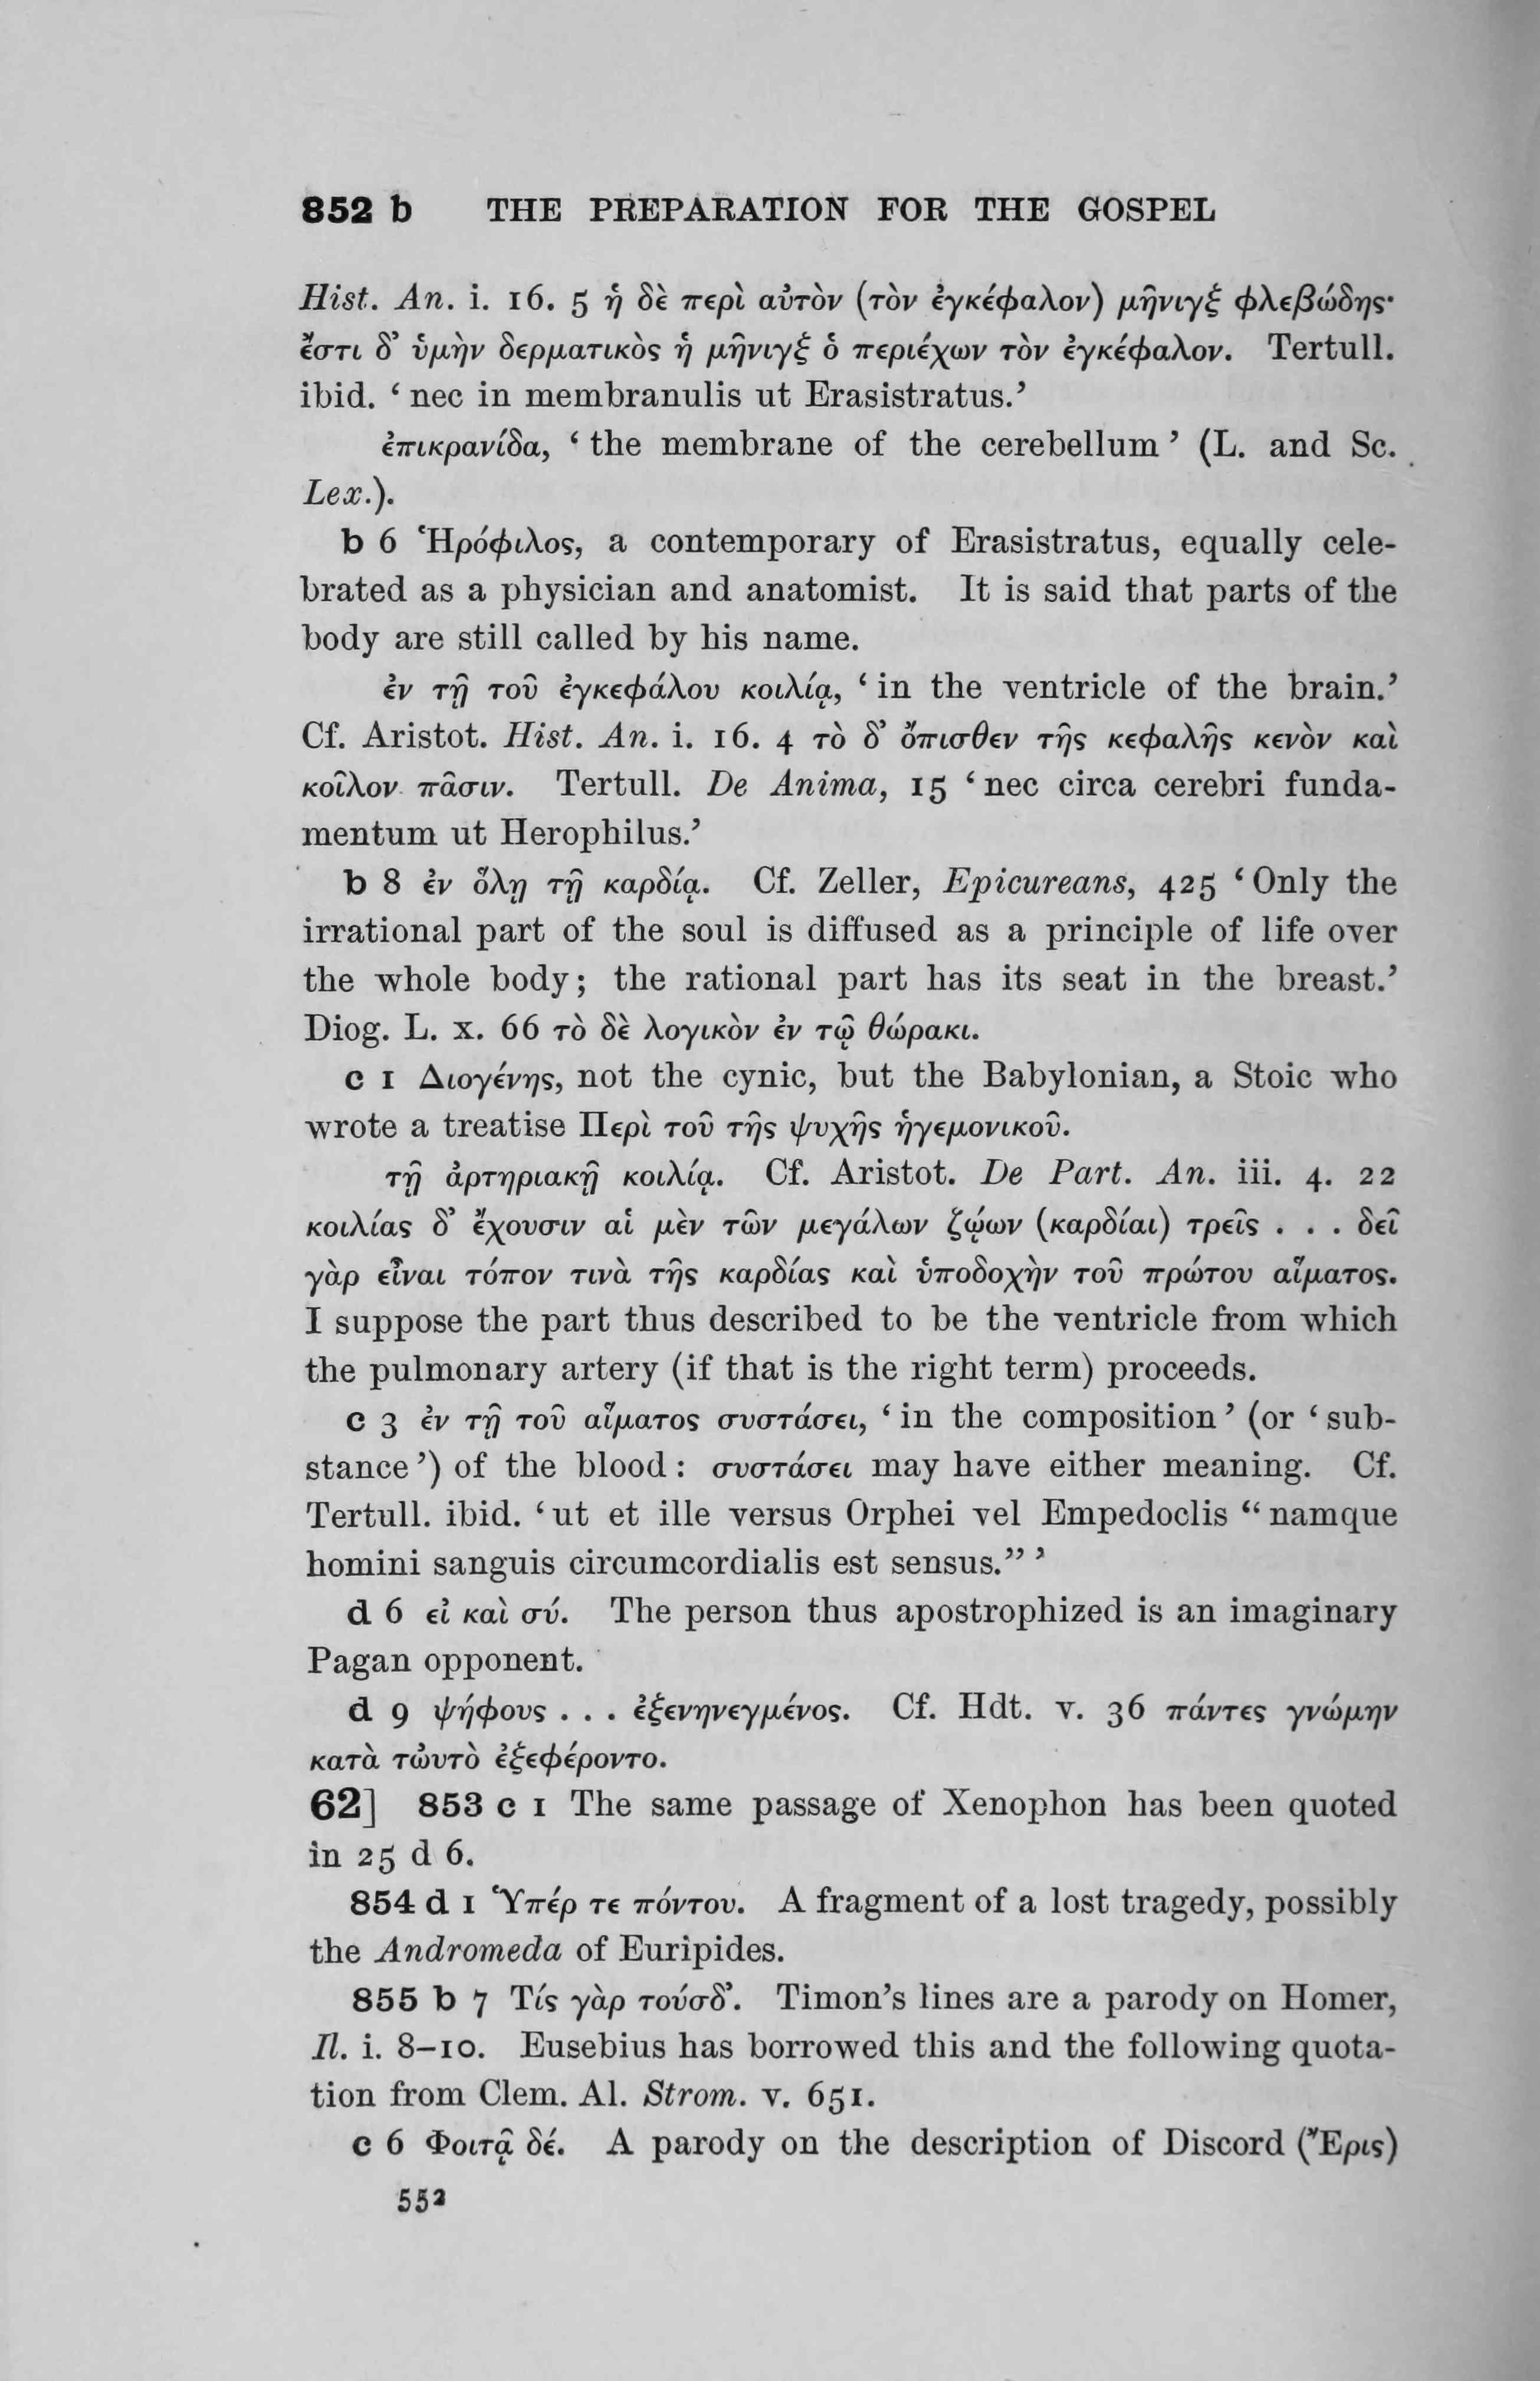 852 b THE PREPARATION FOR THE GOSPEL
Hist. An. i. 16. 5 ἡ δὲ περὶ αὐτὸν (τὸν ἐγκέφαλον) μῆνιγξ φλεβώδης·
ἔστι δ’ ὑμὴν δερματικὸς ἡ μῆνιγξ ὁ περιέχων τὸν ἐγκέφαλον. Tertull.
ibid. ‘ nec in membranulis ut Erasistratus.’
ἐπικρανίδα, ‘ the membrane of the cerebellum ’ (L. and Sc.
Lex.).
b 6 Ἡρόφιλος, a contemporary of Erasistratus, equally cele-
brated as a physician and anatomist. It is said that parts of the
body are still called by his name.
ἐν τῇ τοῦ ἐγκεφάλου κοιλίᾳ, ‘ in the ventricle of the brain.’
Cf. Aristot. Hist. An. i. 16. 4 τὸ δ’ ὄπισθεν τῆς κεφαλῆς κενὸν καὶ
κοῖλον πᾶσιν. Tertull. De Anima, 15 ‘ nec circa cerebri funda-
mentum ut Herophilus.’
b 8 ἐν ὅλῃ τῇ καρδίᾳ. Cf. Zeller, Epicureans, 425 ‘ Only the
irrational part of the soul is diffused as a principle of life over
the whole body; the rational part has its seat in the breast.’
Diog. L. x. 66 τὸ δὲ λογικὸν ἐν τῷ θώρακι.
c 1 Διογένης, not the cynic, but the Babylonian, a Stoic who
wrote a treatise Περὶ τοῦ τῆς ψυχῆς ἡγεμονικοῦ.
τῇ ἀρτηριακῇ κοιλίᾳ. Cf. Aristot. De Part. An. iii. 4. 22
κοιλίας δ’ ἔχουσιν αἱ μὲν τῶν μεγάλων ζῴων (καρδίαι) τρεῖς . . . δεῖ
γὰρ εἶναι τόπον τινὰ τῆς καρδίας καὶ ὑποδοχὴν τοῦ πρώτου αἵματος.
I suppose the part thus described to be the ventricle from which
the pulmonary artery (if that is the right term) proceeds.
c 3 ἐν τῇ τοῦ αἵματος συστάσει, ‘ in the composition ’ (or ‘ sub-
stance ’) of the blood : συστάσει may have either meaning. Cf.
Tertull. ibid. ‘ ut et ille versus Orphei vel Empedoclis “ namque
homini sanguis circumcordialis est sensus.” ’
d 6 εἰ καὶ σύ. The person thus apostrophized is an imaginary
Pagan opponent.
d 9 ψήφους . . . ἐξενηνεγμένος. Cf. Hdt. v. 36 πάντες γνώμην
κατὰ τὠυτὸ ἐξεφέροντο.
62] 853 c 1 The same passage of Xenophon has been quoted
in 25 d 6.
854 d 1 Ὑπέρ τε πόντου. A fragment of a lost tragedy, possibly
the Andromeda of Euripides.
855 b 7 Τίς γὰρ τούσδ’. Timon’s lines are a parody on Homer,
Il. i. 8–10. Eusebius has borrowed this and the following quota-
tion from Clem. Al. Strom. v. 651.
c 6 Φοιτᾷ δέ. A parody on the description of Discord (Ἔρις)
552